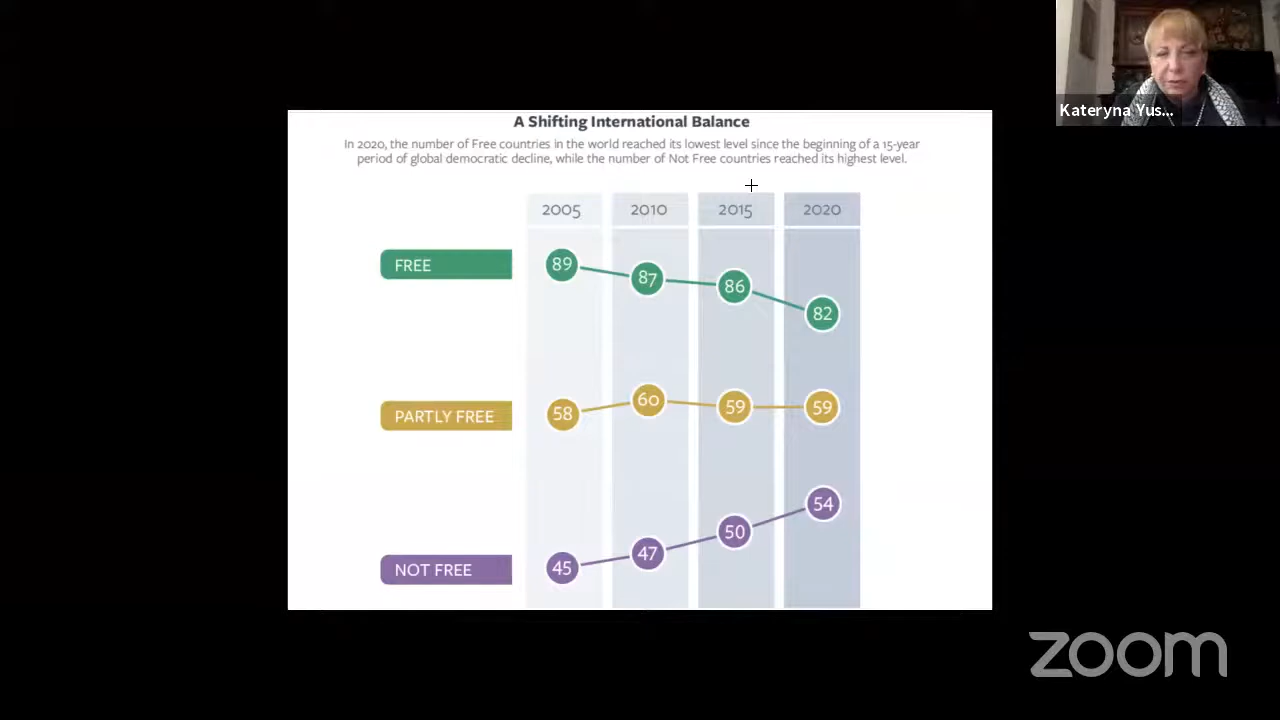 Kateryna Yus...
A Shifting International Balance
In 2020, the number of Free countries in the world reached its lowest level since the beginning of a 15-year
period of global democratic decline, while the number of Not Free countries reached its highest level.
2005 2010 2015 2020
FREE 89 87 86 82
PARTLY FREE 58 60 59 59
NOT FREE 45 47 50 54
zoom